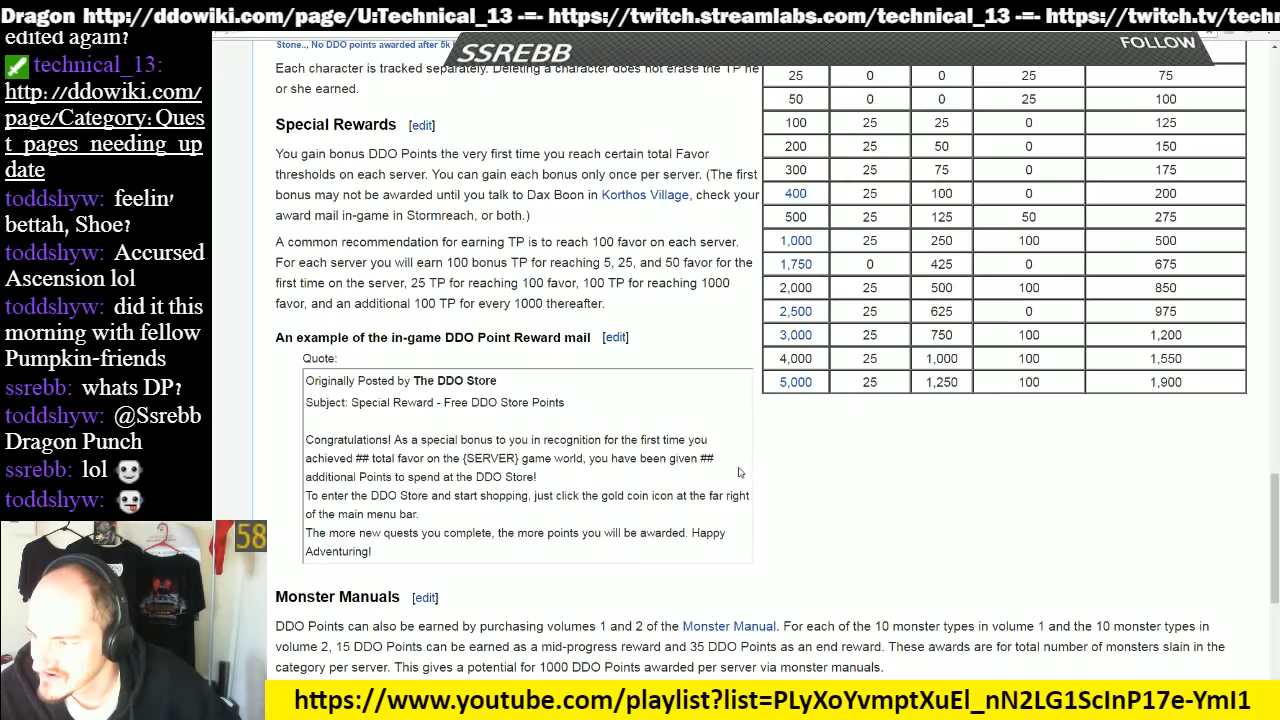 Dragon http://ddowiki.com/page/U:Technical_13 -=- https://twitch.streamlabs.com/technical_13 -=- https://twitch.tv/techn
edited again?
technical_13:
http://ddowiki.com/
page/Category:Quest
t_pages_needing_up
date
toddshyw: feelin'
bettah, Shoe?
toddshyw: Accursed
Ascension lol
toddshyw: did it this
morning with fellow
Pumpkin-friends
ssrebb: whats DP?
toddshyw: @Ssrebb
Dragon Punch
ssrebb: lol
toddshyw:
58
SSREBB
FOLLOW
Stone.., No DDO points awarded after 5k
Each character is tracked separately. Deleting a character does not erase the TP he
or she earned.
Special Rewards [edit]
You gain bonus DDO Points the very first time you reach certain total Favor
thresholds on each server. You can gain each bonus only once per server. (The first
bonus may not be awarded until you talk to Dax Boon in Korthos Village, check your
award mail in-game in Stormreach, or both.)
A common recommendation for earning TP is to reach 100 favor on each server.
For each server you will earn 100 bonus TP for reaching 5, 25, and 50 favor for the
first time on the server, 25 TP for reaching 100 favor, 100 TP for reaching 1000
favor, and an additional 100 TP for every 1000 thereafter.
An example of the in-game DDO Point Reward mail [edit]
Quote:
Originally Posted by The DDO Store
Subject: Special Reward - Free DDO Store Points
Congratulations! As a special bonus to you in recognition for the first time you
achieved ## total favor on the {SERVER} game world, you have been given ##
additional Points to spend at the DDO Store!
To enter the DDO Store and start shopping, just click the gold coin icon at the far right
of the main menu bar.
The more new quests you complete, the more points you will be awarded. Happy
Adventuring!
25 0 0 25 75
50 0 0 25 100
100 25 25 0 125
200 25 50 0 150
300 25 75 0 175
400 25 100 0 200
500 25 125 50 275
1,000 25 250 100 500
1,750 0 425 0 675
2,000 25 500 100 850
2,500 25 625 0 975
3,000 25 750 100 1,200
4,000 25 1,000 100 1,550
5,000 25 1,250 100 1,900
Monster Manuals [edit]
DDO Points can also be earned by purchasing volumes 1 and 2 of the Monster Manual. For each of the 10 monster types in volume 1 and the 10 monster types in
volume 2, 15 DDO Points can be earned as a mid-progress reward and 35 DDO Points as an end reward. These awards are for total number of monsters slain in the
category per server. This gives a potential for 1000 DDO Points awarded per server via monster manuals.
https://www.youtube.com/playlist?list=PLyXoYvmptXuEl_nN2LG1ScInP17e-YmI1